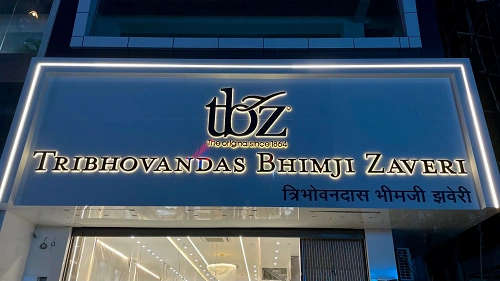 tbz
The original since 1864
TRIBHOVANDAS BHIMJI ZAVERI
त्रिभोवनदास भीमजी झवेरी